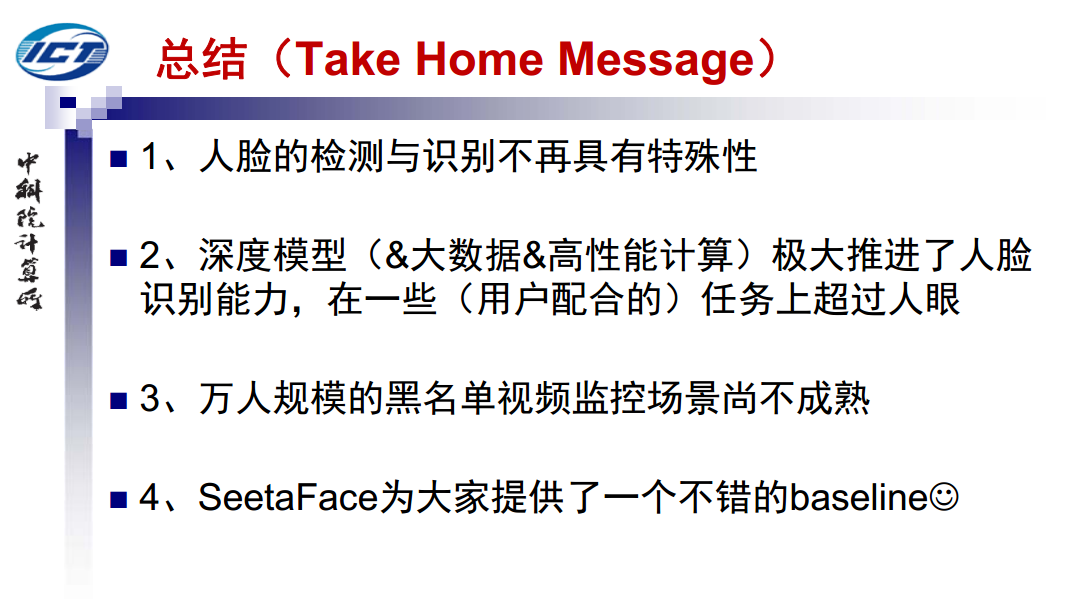 ICT
总结（Take Home Message）
中科院计算所
1、人脸的检测与识别不再具有特殊性
2、深度模型（&大数据&高性能计算）极大推进了人脸
识别能力，在一些（用户配合的）任务上超过人眼
3、万人规模的黑名单视频监控场景尚不成熟
4、SeetaFace为大家提供了一个不错的baseline☺